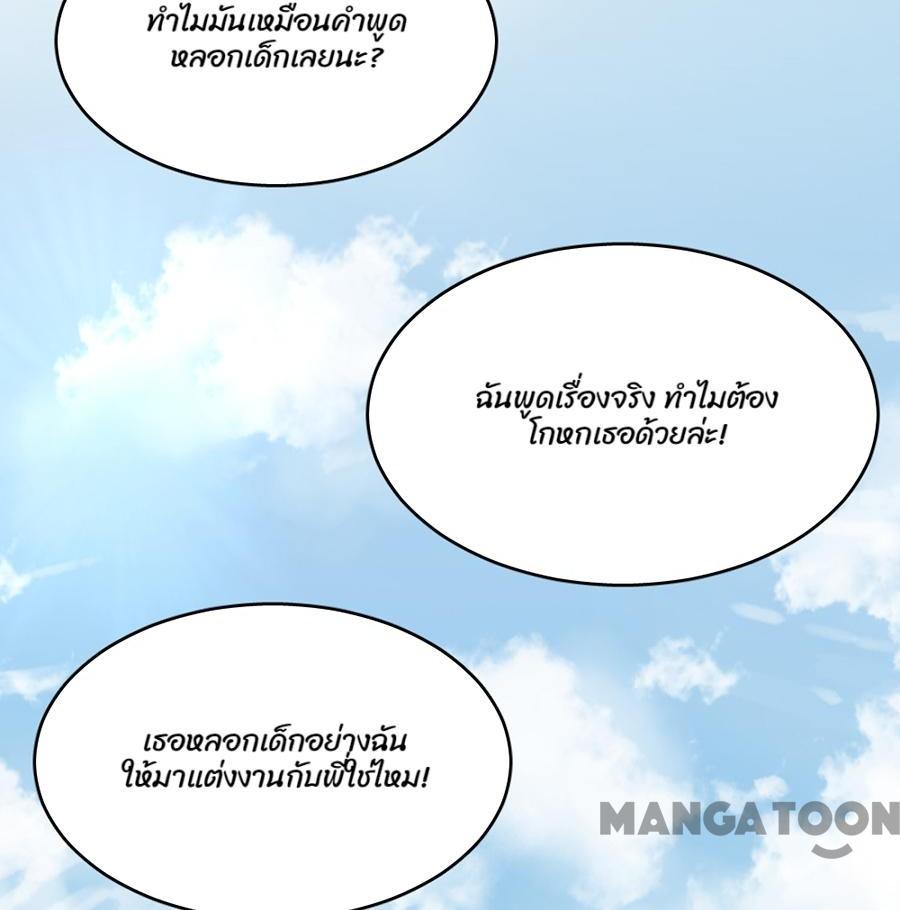 ทำไมมันเหมือนคำพูด
หลอกเด็กเลยนะ?
ฉันพูดเรื่องจริง ทำไมต้อง
โกหกเธอด้วยล่ะ!
เธอหลอกเด็กอย่างฉัน
ให้มาแต่งงานกับพี่ใช่ไหม!
MANGATOON